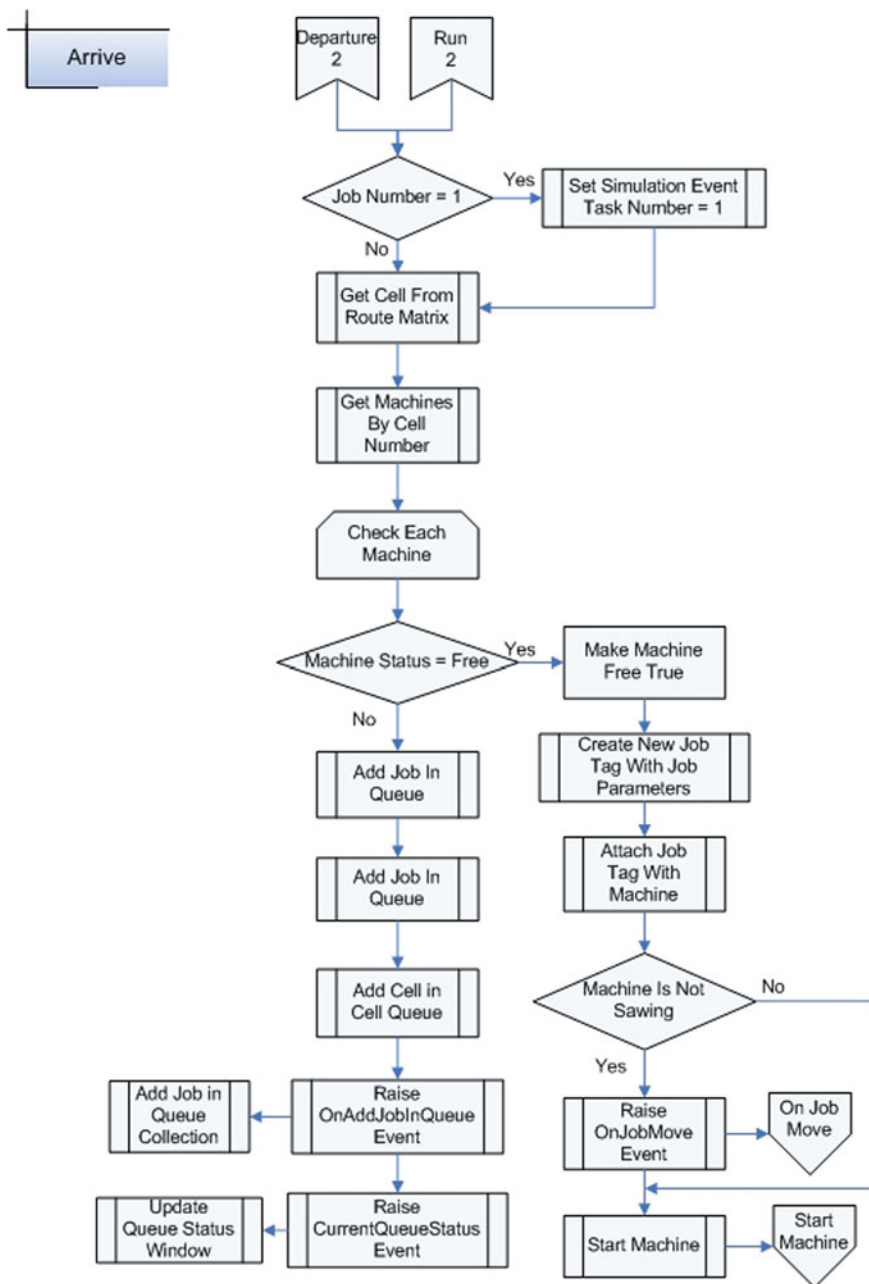 Arrive
Departure
2
Run
2
Job Number = 1
Yes
Set Simulation Event
Task Number = 1
No
Get Cell From
Route Matrix
Get Machines
By Cell
Number
Check Each
Machine
Machine Status = Free
Yes
Make Machine
Free True
No
Create New Job
Tag With Job
Parameters
Add Job In
Queue
Attach Job
Tag With
Machine
Add Job In
Queue
Machine Is Not
Sawing
No
Add Cell in
Cell Queue
Yes
Add Job in
Queue
Collection
Raise
OnAddJobInQueue
Event
Raise
OnJobMove
Event
On Job
Move
Update
Queue Status
Window
Raise
CurrentQueueStatus
Event
Start Machine
Start
Machine